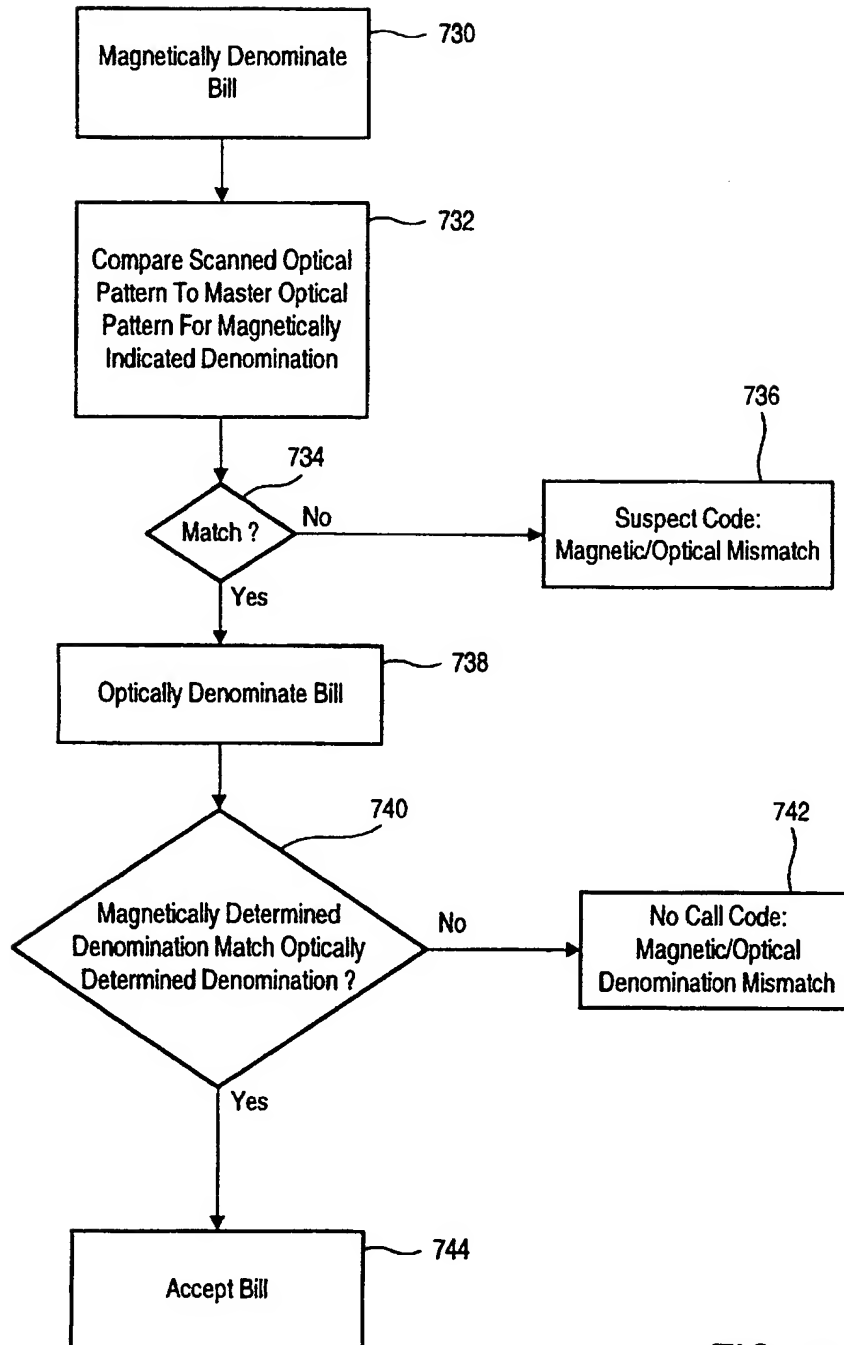 730
Magnetically Denominate
Bill
732
Compare Scanned Optical
Pattern To Master Optical
Pattern For Magnetically
Indicated Denomination
736
734
Match ?
No
Suspect Code:
Magnetic/Optical Mismatch
Yes
738
Optically Denominate Bill
740
742
Magnetically Determined
Denomination Match Optically
Determined Denomination ?
No
No Call Code:
Magnetic/Optical
Denomination Mismatch
Yes
744
Accept Bill